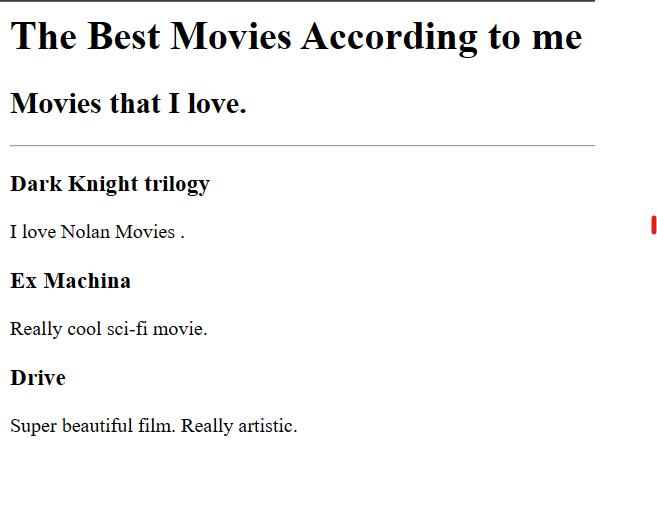 The Best Movies According to me
Movies that I love.
Dark Knight trilogy
I love Nolan Movies .
Ex Machina
Really cool sci-fi movie.
Drive
Super beautiful film. Really artistic.